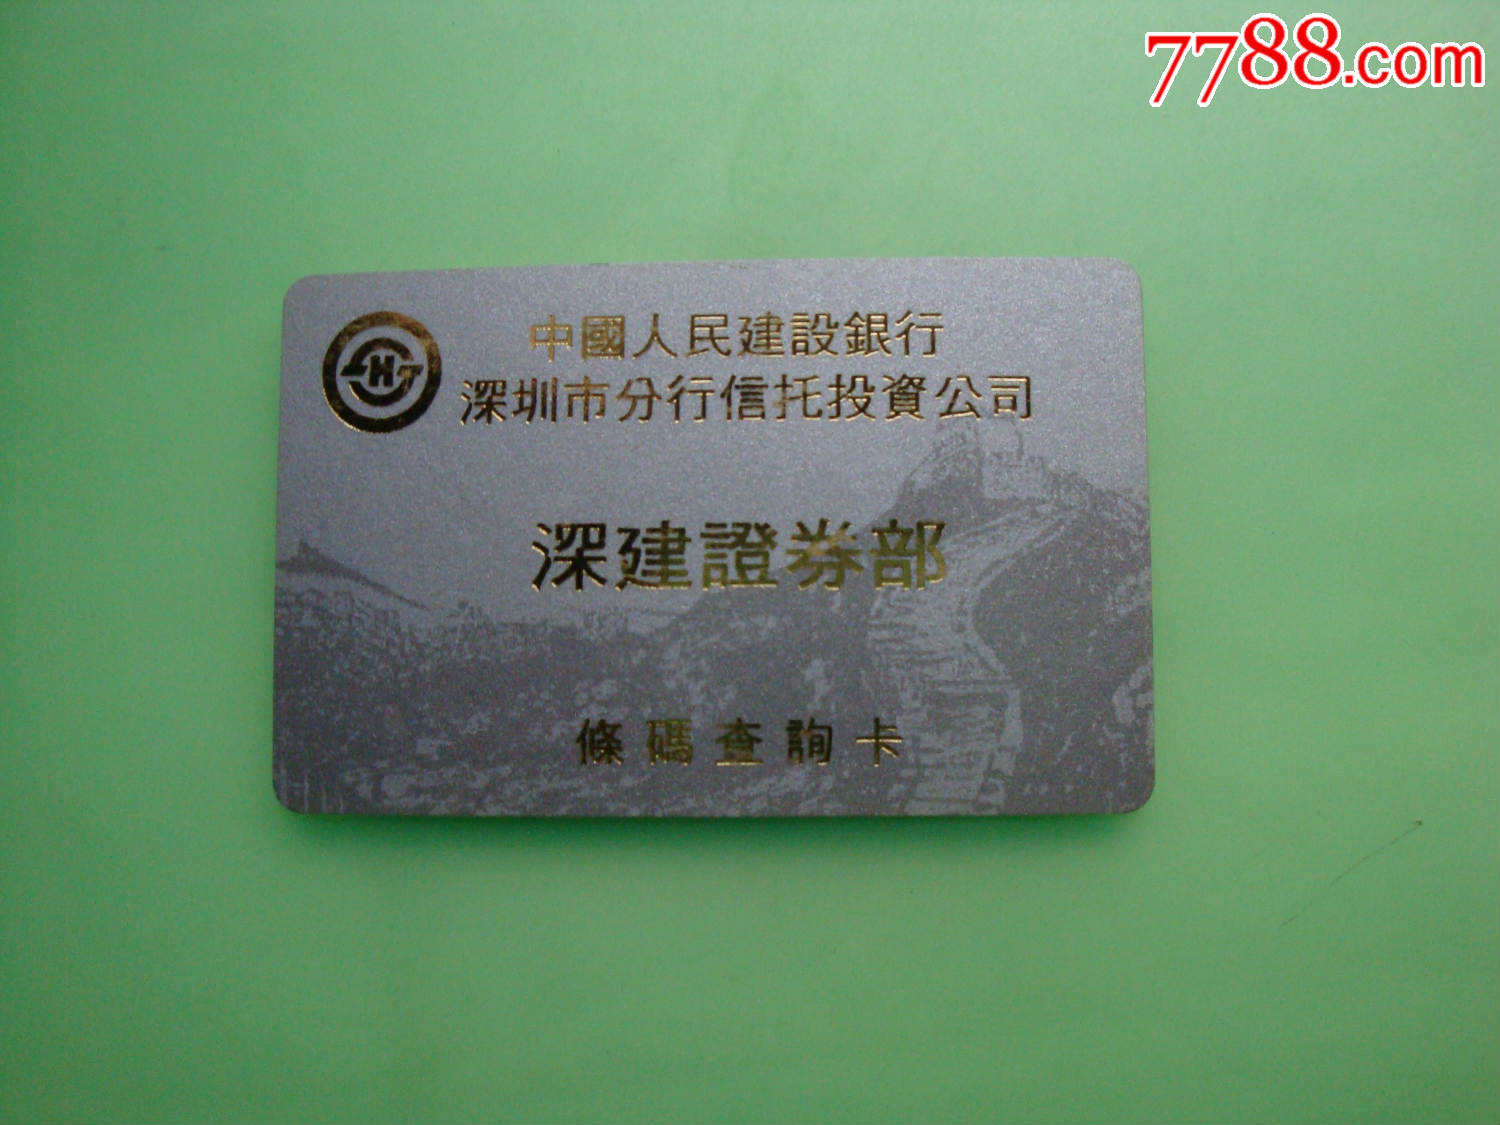 7788.com
中國人民建設銀行
深圳市分行信托投資公司
深建證券部
條碼查詢卡